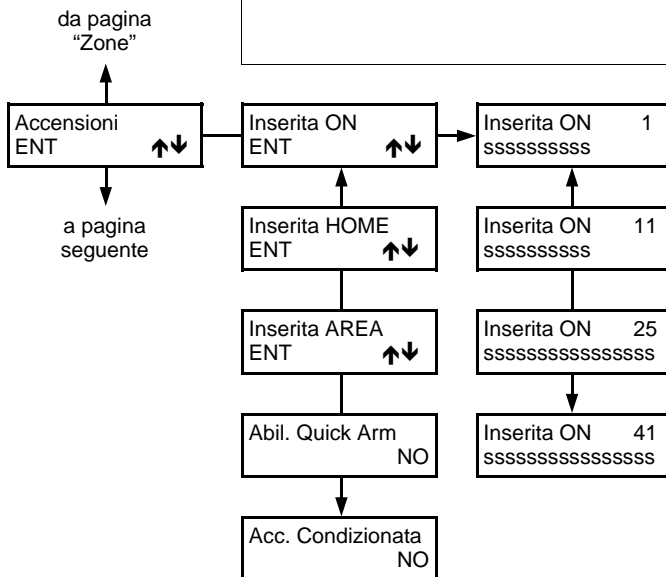 da pagina
“Zone”
Accensioni
ENT ↑↓
a pagina
seguente
Inserita ON
ENT ↑↓
Inserita HOME
ENT ↑↓
Inserita AREA
ENT ↑↓
Abil. Quick Arm
NO
Acc. Condizionata
NO
Inserita ON 1
ssssssssss
Inserita ON 11
ssssssssss
Inserita ON 25
ssssssssssssssss
Inserita ON 41
ssssssssssssssss